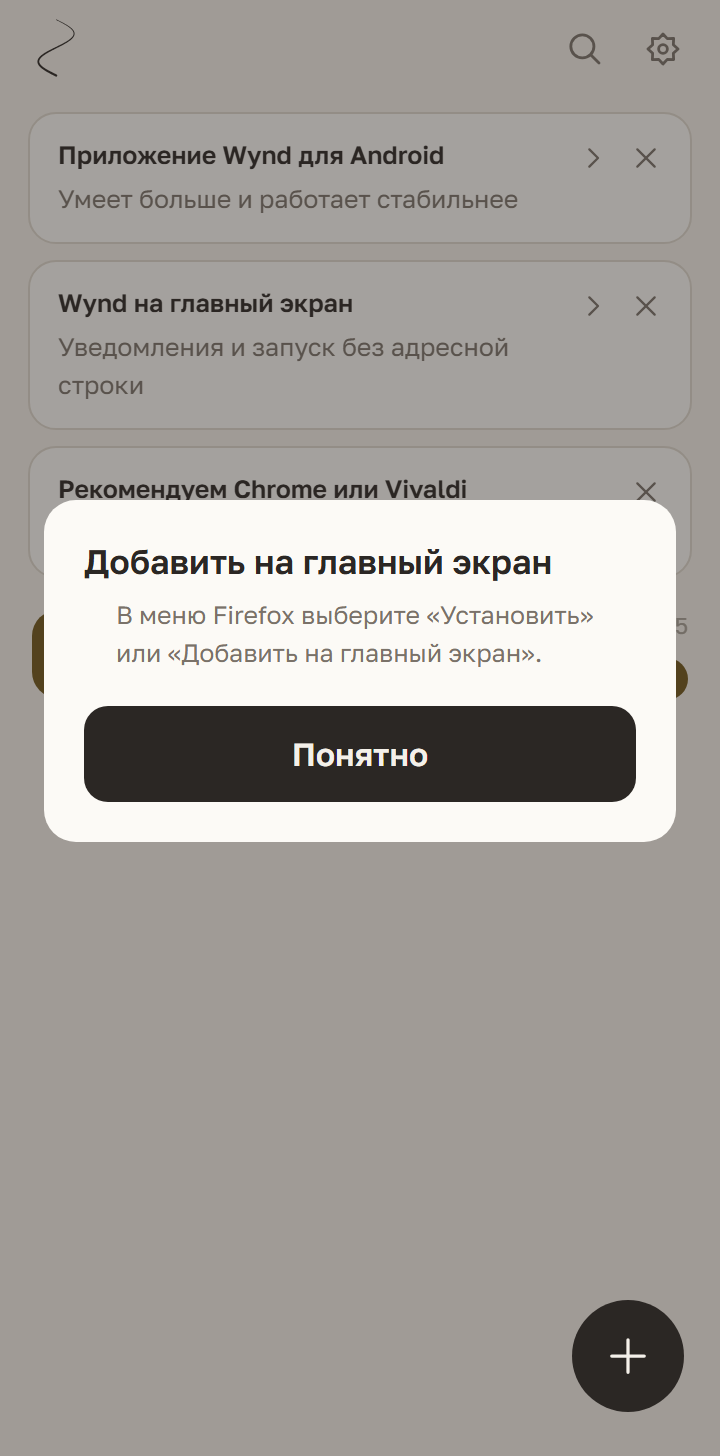 Приложение Wynd для Android
Умеет больше и работает стабильнее
Wynd на главный экран
Уведомления и запуск без адресной
строки
Рекомендуем Chrome или Vivaldi
Добавить на главный экран
В меню Firefox выберите «Установить»
или «Добавить на главный экран».
5
Понятно